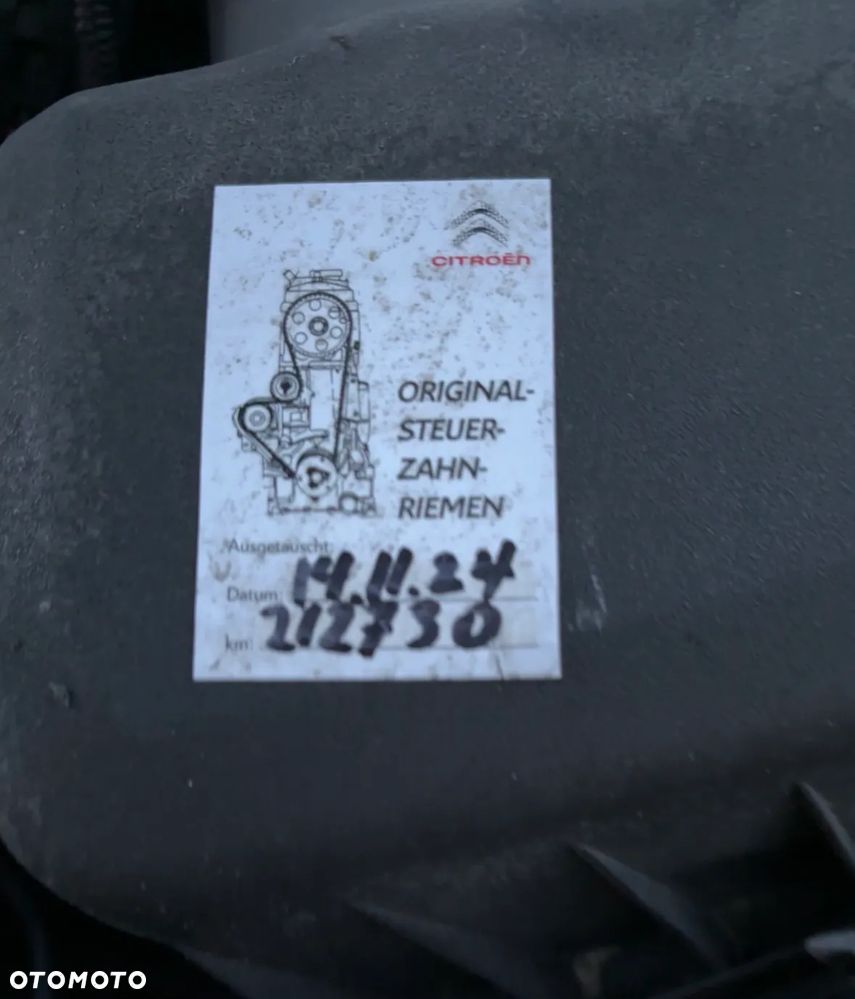 CITROËN
ORIGINAL-
STEUER-
ZAHN-
RIEMEN
Ausgetauscht:
Datum: 14.11.24
km: 212730
OTOMOTO